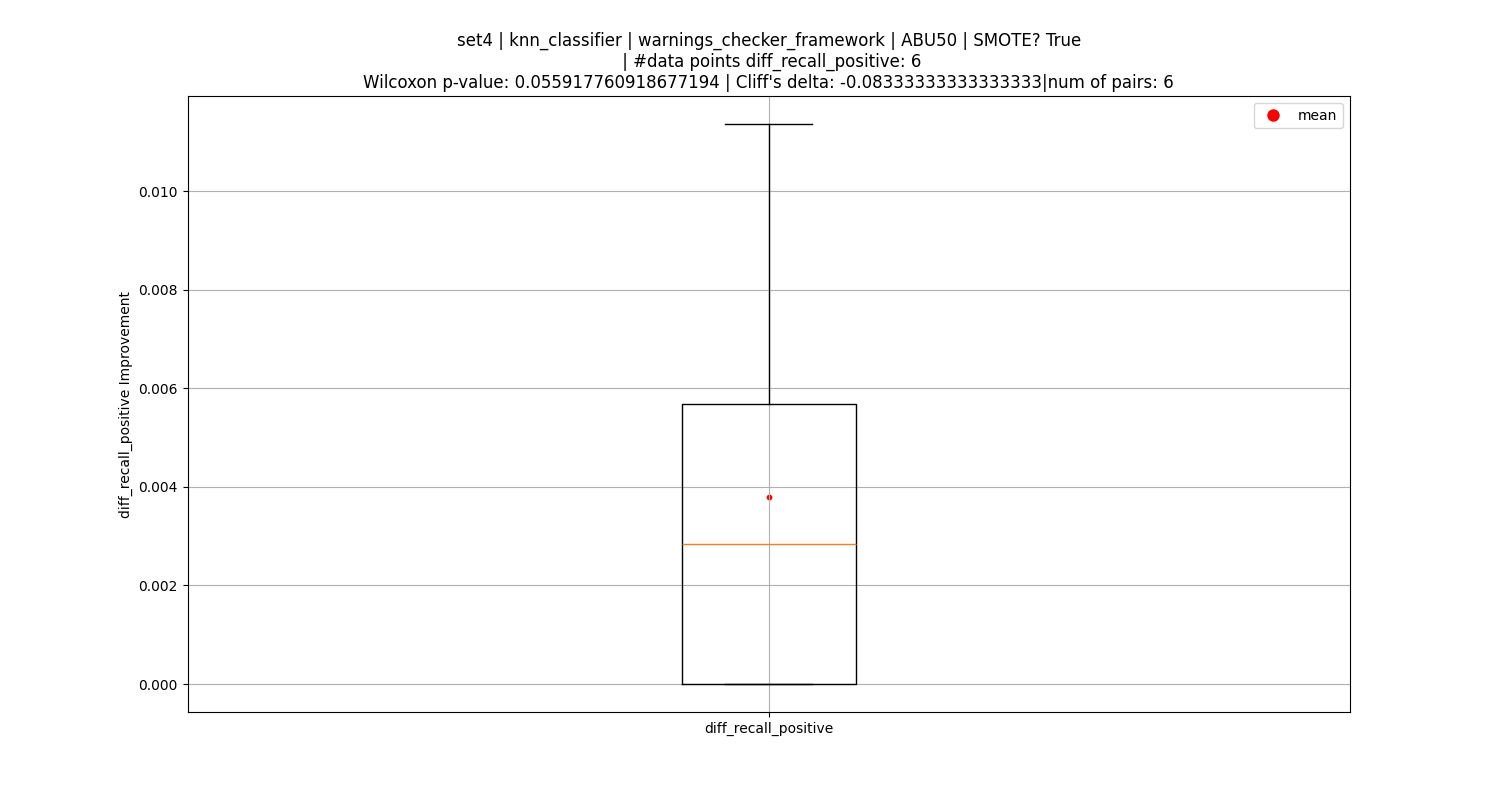 set4 | knn_classifier | warnings_checker_framework | ABU50 | SMOTE? True
| #data points diff_recall_positive: 6
Wilcoxon p-value: 0.055917760918677194 | Cliff's delta: -0.08333333333333333|num of pairs: 6
mean
0.010
0.008
0.006
0.004
0.002
0.000
diff_recall_positive Improvement
diff_recall_positive